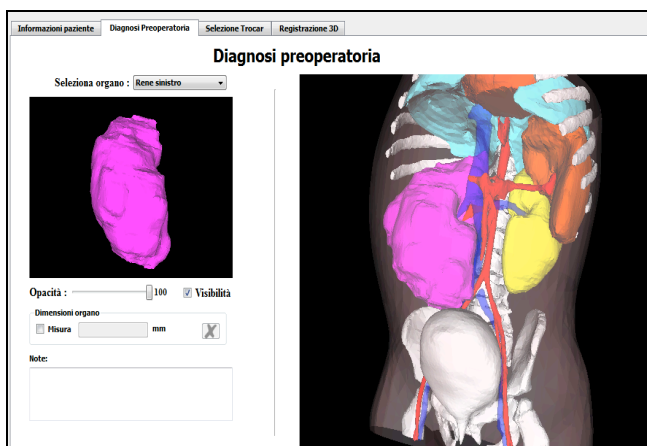 Informazioni paziente Diagnosi Preoperatoria Selezione Trocar Registrazione 3D
Diagnosi preoperatoria
Seleziona organo : Rene sinistro
Opacità : 100 Visibilità
Dimensioni organo
Misura mm
Note: